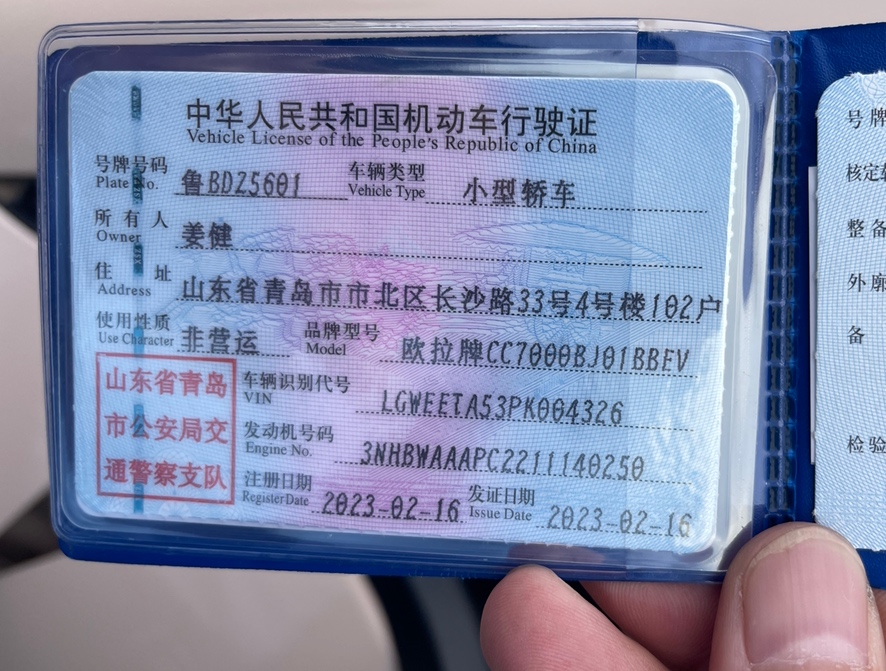 中华人民共和国机动车行驶证
Vehicle License of the People's Republic of China
号牌号码 鲁BDZ5601 车辆类型 小型轿车
Plate No. Vehicle Type
所有人 姜健
Owner
住址 山东省青岛市市北区长沙路33号4号楼102户
Address
使用性质 非营运 品牌型号 欧拉牌CC7000BJ01BBEV
Use Character Model
山东省青岛
市公安局交
通警察支队
车辆识别代号 LGWEETA53PK004326
VIN
发动机号码 3NHBWAAAPC2211140250
Engine No.
注册日期 2023-02-16 发证日期 2023-02-16
Register Date Issue Date
号牌
核定
整备
外廓
备
检验